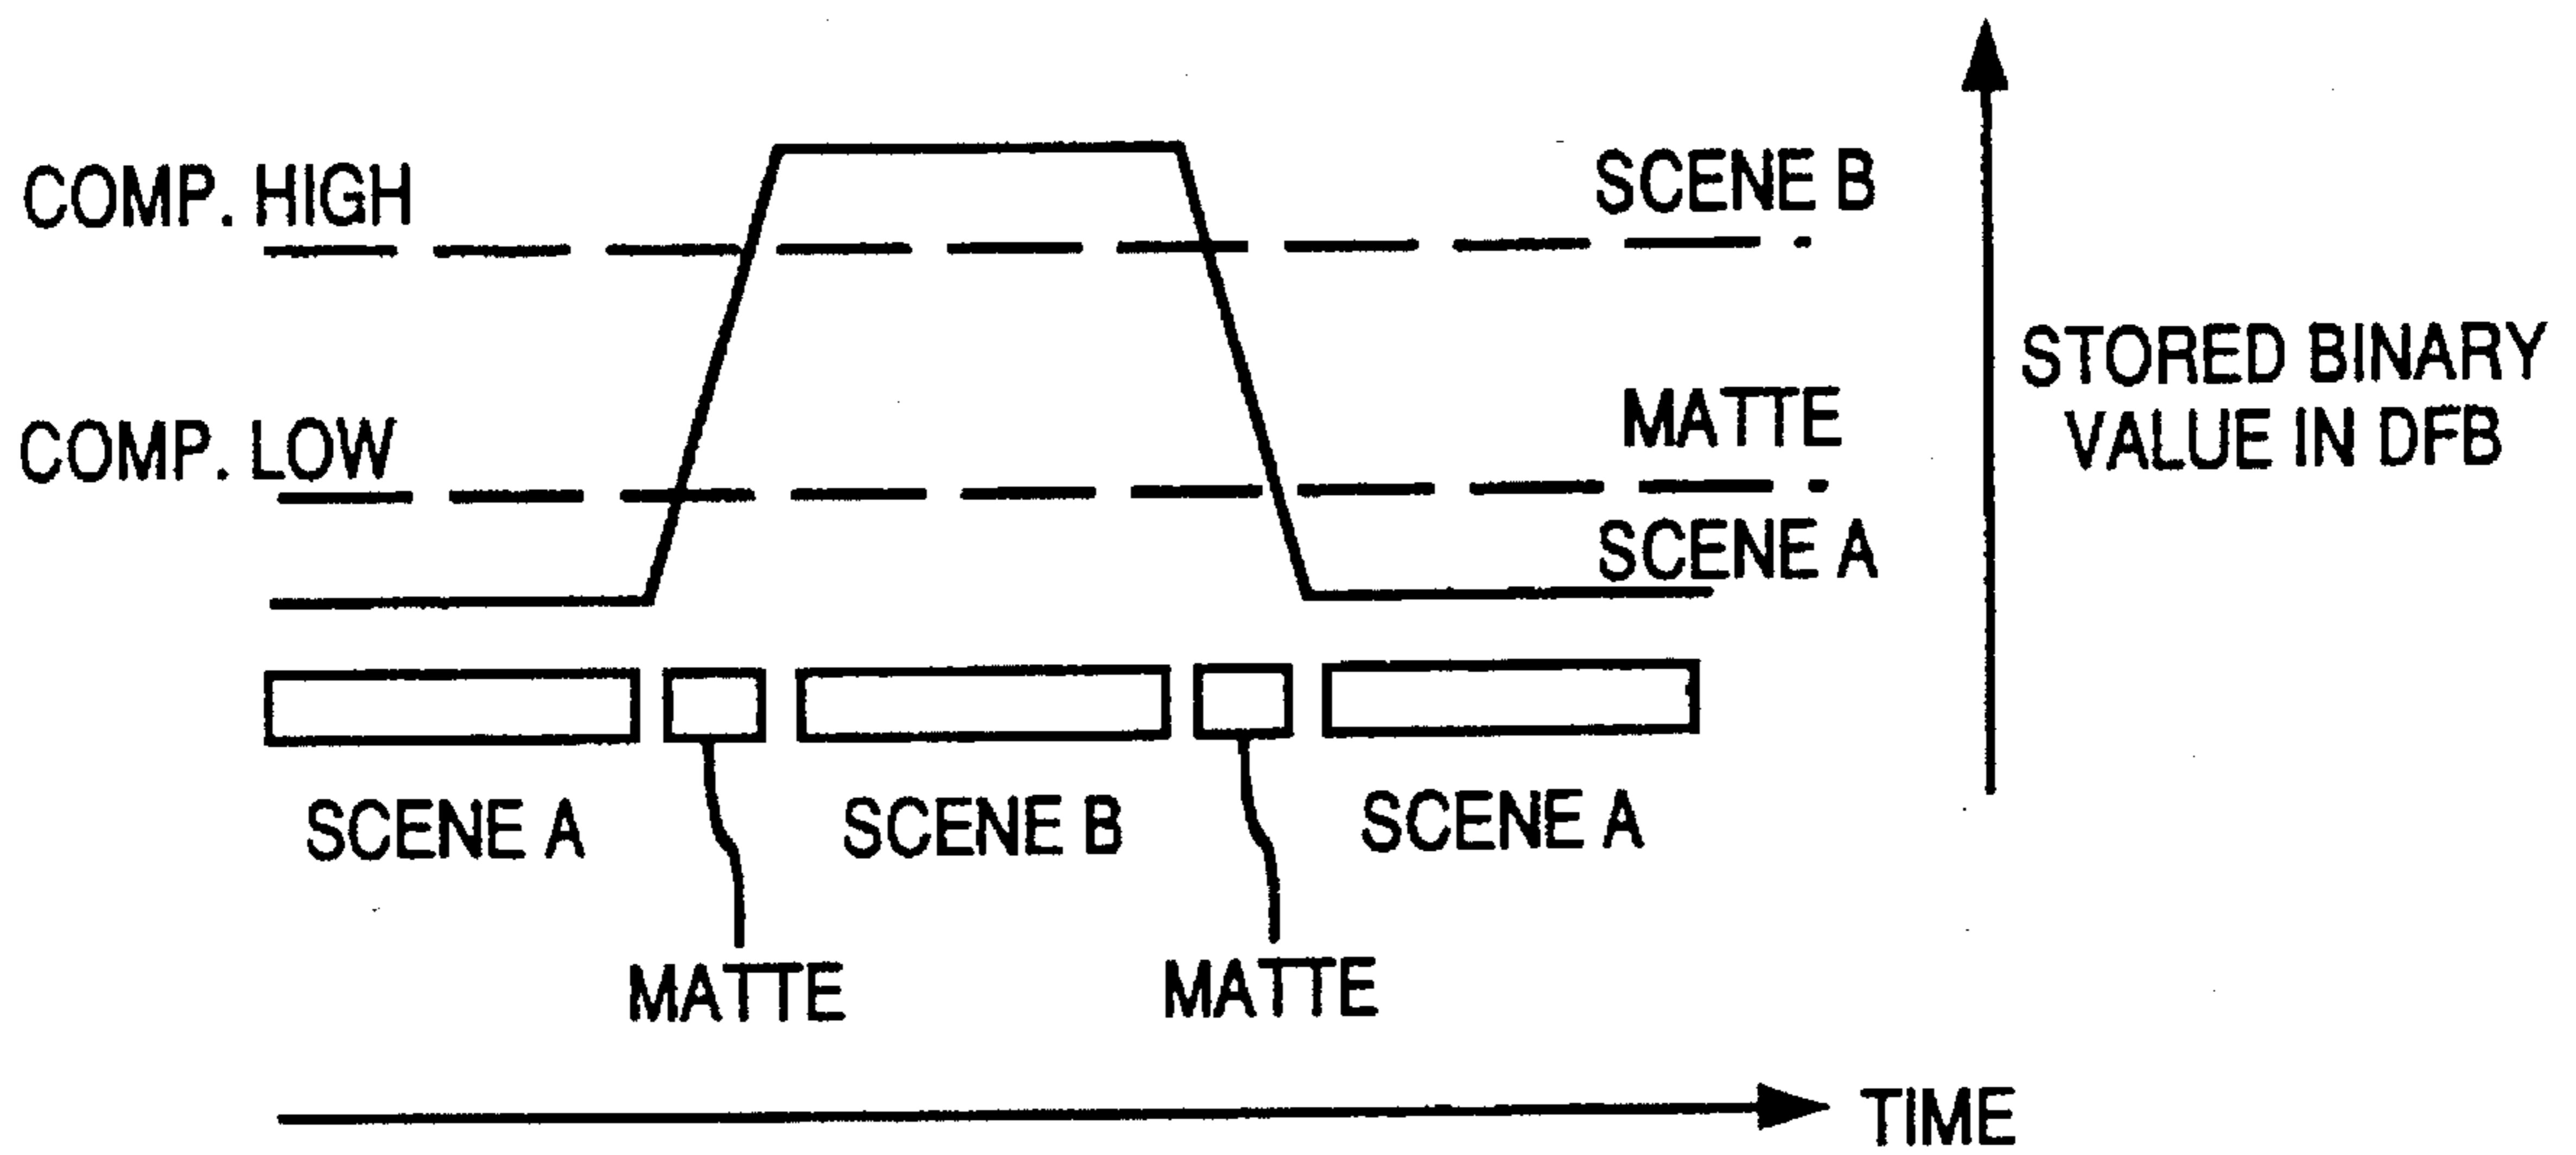 COMP. HIGH
SCENE B
STORED BINARY
VALUE IN DFB
MATTE
COMP. LOW
SCENE A
SCENE A
SCENE B
SCENE A
MATTE
MATTE
TIME